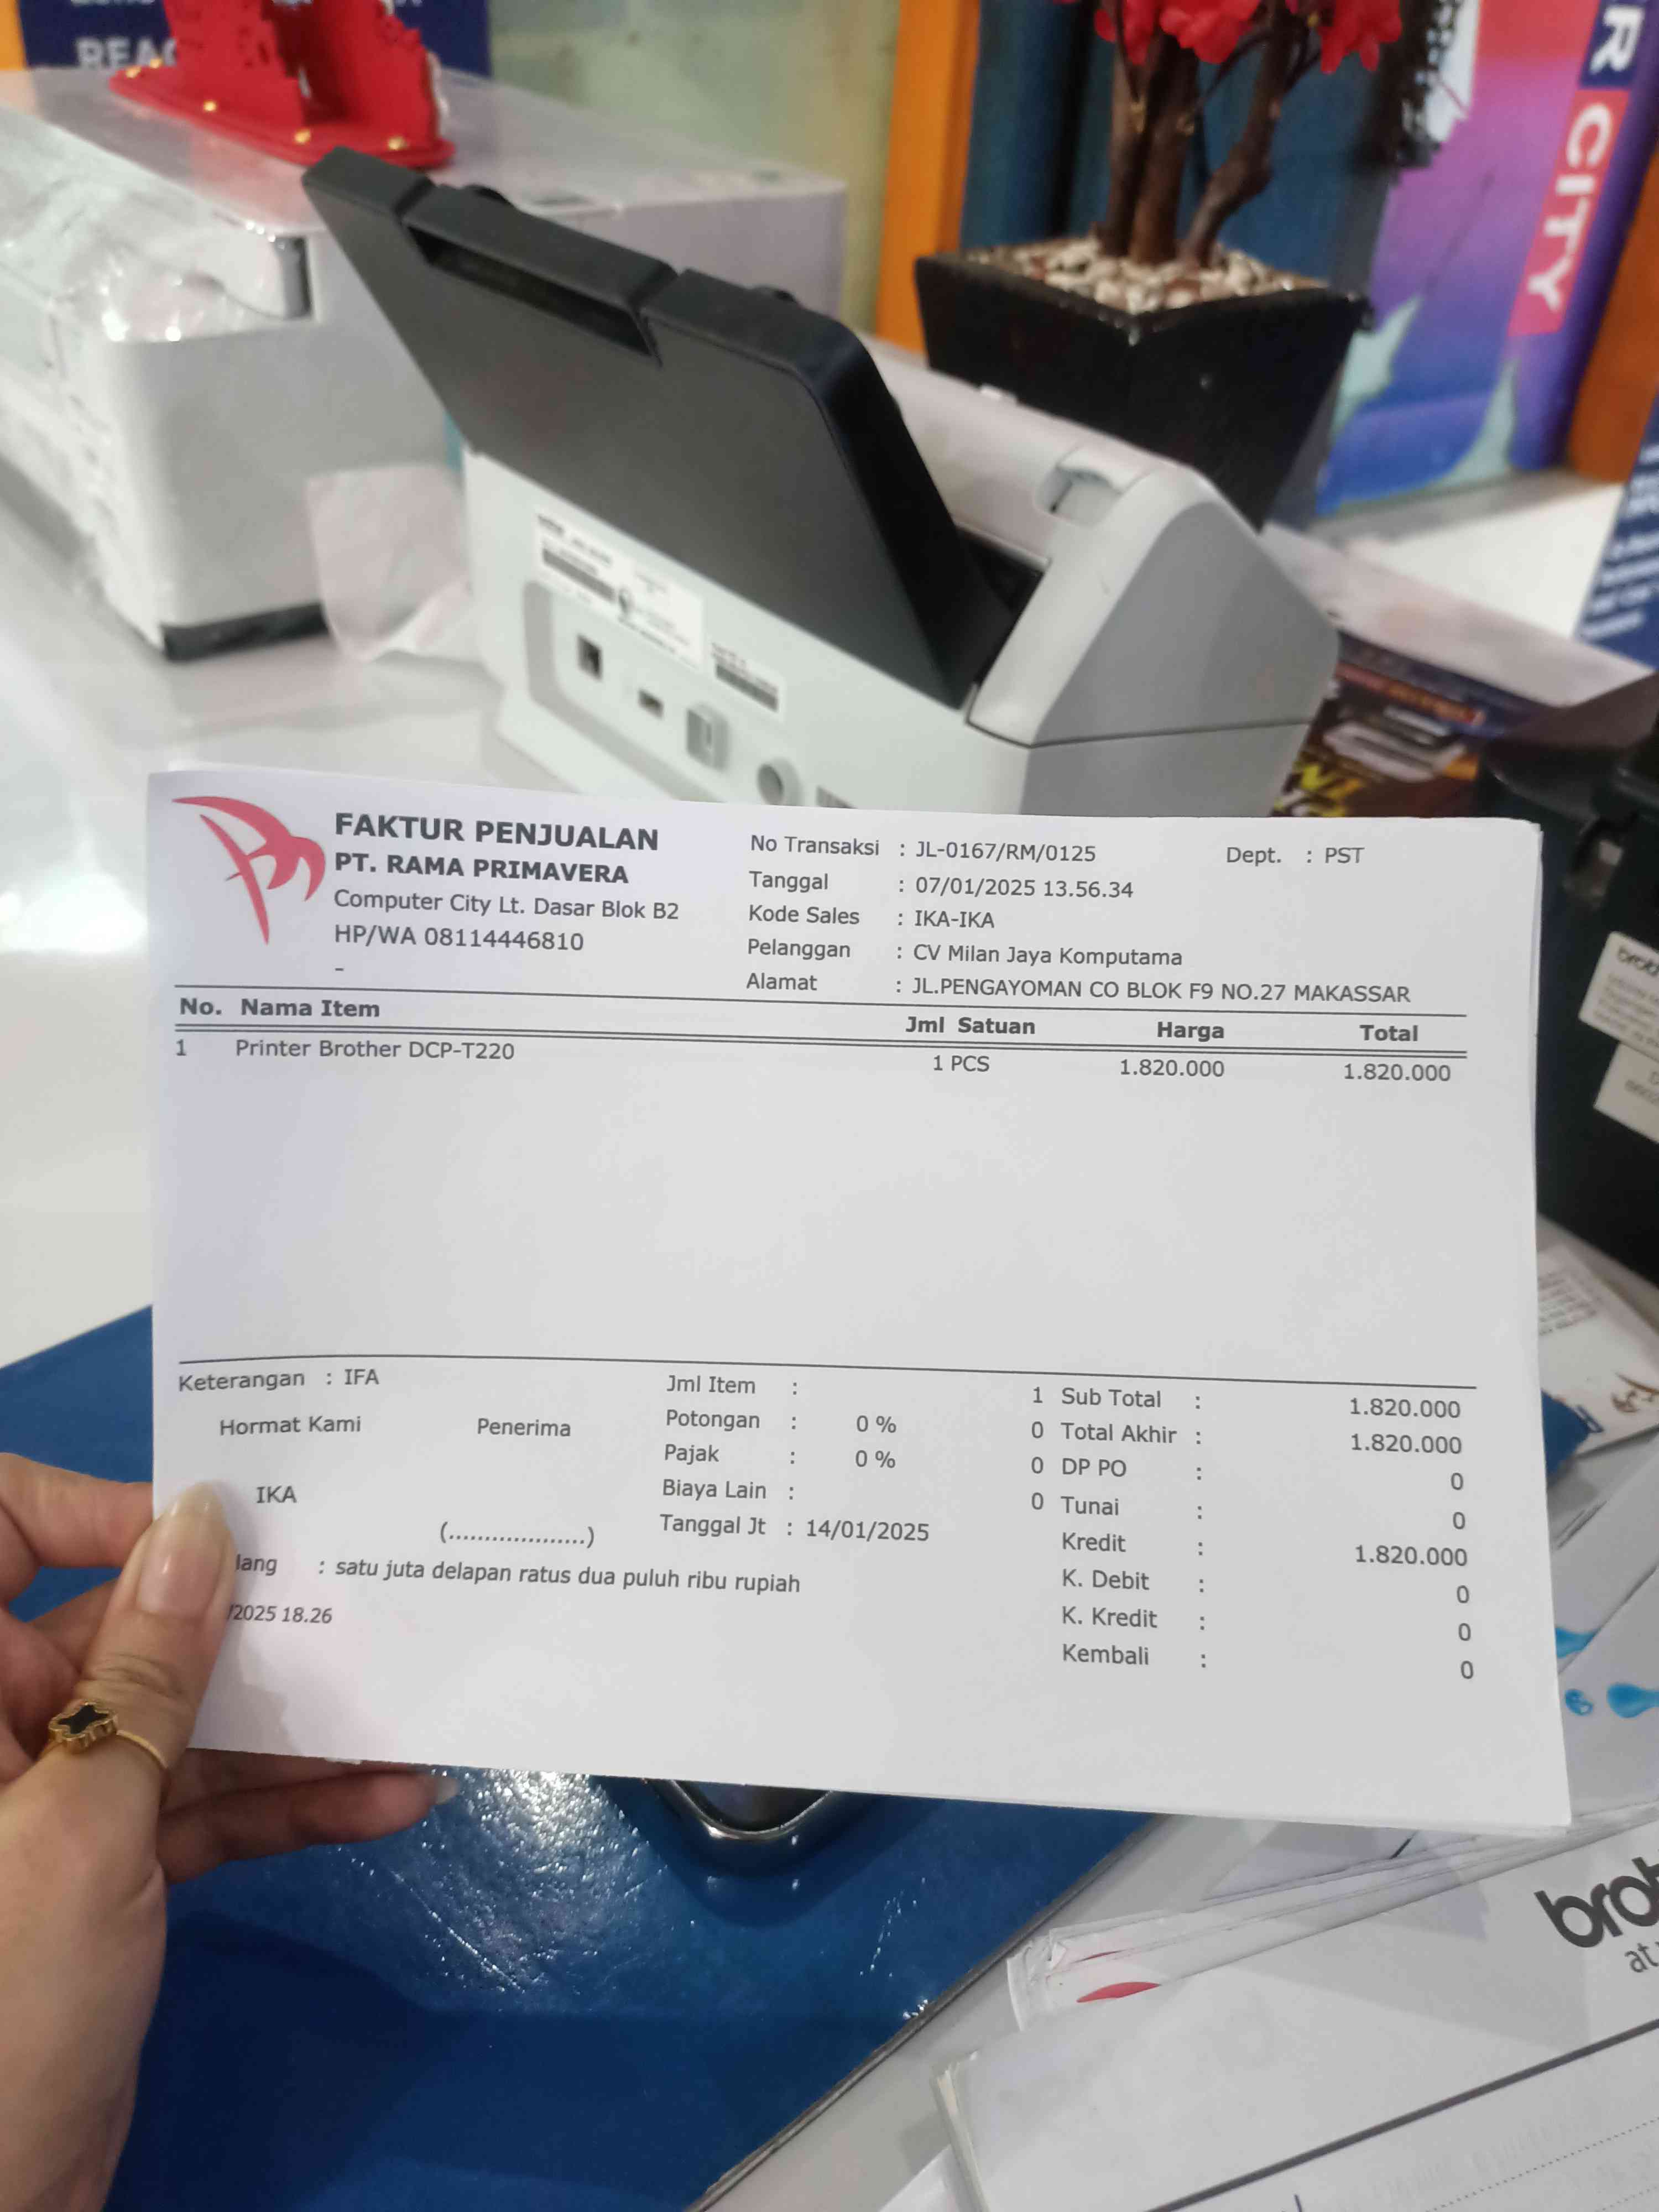 R CITY
FAKTUR PENJUALAN
PT. RAMA PRIMAVERA
Computer City Lt. Dasar Blok B2
HP/WA 08114446810
-
No Transaksi : JL-0167/RM/0125 Dept. : PST
Tanggal : 07/01/2025 13.56.34
Kode Sales : IKA-IKA
Pelanggan : CV Milan Jaya Komputama
Alamat : JL.PENGAYOMAN CO BLOK F9 NO.27 MAKASSAR
No. Nama Item Jml Satuan Harga Total
1 Printer Brother DCP-T220 1 PCS 1.820.000 1.820.000
Keterangan : IFA
Hormat Kami Penerima
IKA
(...................)
lang : satu juta delapan ratus dua puluh ribu rupiah
/2025 18.26
Jml Item : 1
Potongan : 0 % 0
Pajak : 0 % 0
Biaya Lain : 0
Tanggal Jt : 14/01/2025
Sub Total : 1.820.000
Total Akhir : 1.820.000
DP PO : 0
Tunai : 0
Kredit : 1.820.000
K. Debit : 0
K. Kredit : 0
Kembali : 0
brot
at